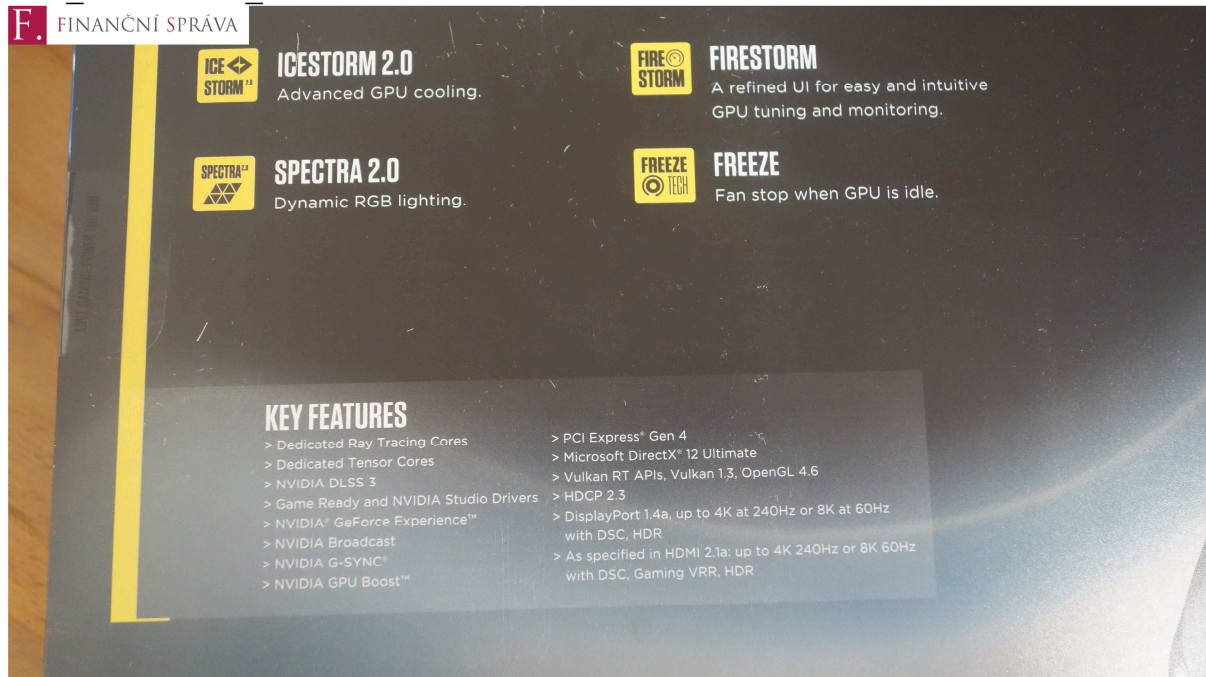 F. FINANČNÍ SPRÁVA
ICE STORM 2.0
ICESTORM 2.0
Advanced GPU cooling.
FIRE STORM
FIRESTORM
A refined UI for easy and intuitive
GPU tuning and monitoring.
SPECTRA 2.0
SPECTRA 2.0
Dynamic RGB lighting.
FREEZE TECH
FREEZE
Fan stop when GPU is idle.
KEY FEATURES
> Dedicated Ray Tracing Cores
> Dedicated Tensor Cores
> NVIDIA DLSS 3
> Game Ready and NVIDIA Studio Drivers
> NVIDIA® GeForce Experience™
> NVIDIA Broadcast
> NVIDIA G-SYNC®
> NVIDIA GPU Boost™
> PCI Express® Gen 4
> Microsoft DirectX® 12 Ultimate
> Vulkan RT APIs, Vulkan 1.3, OpenGL 4.6
> HDCP 2.3
> DisplayPort 1.4a, up to 4K at 240Hz or 8K at 60Hz
with DSC, HDR
> As specified in HDMI 2.1a: up to 4K 240Hz or 8K 60Hz
with DSC, Gaming VRR, HDR